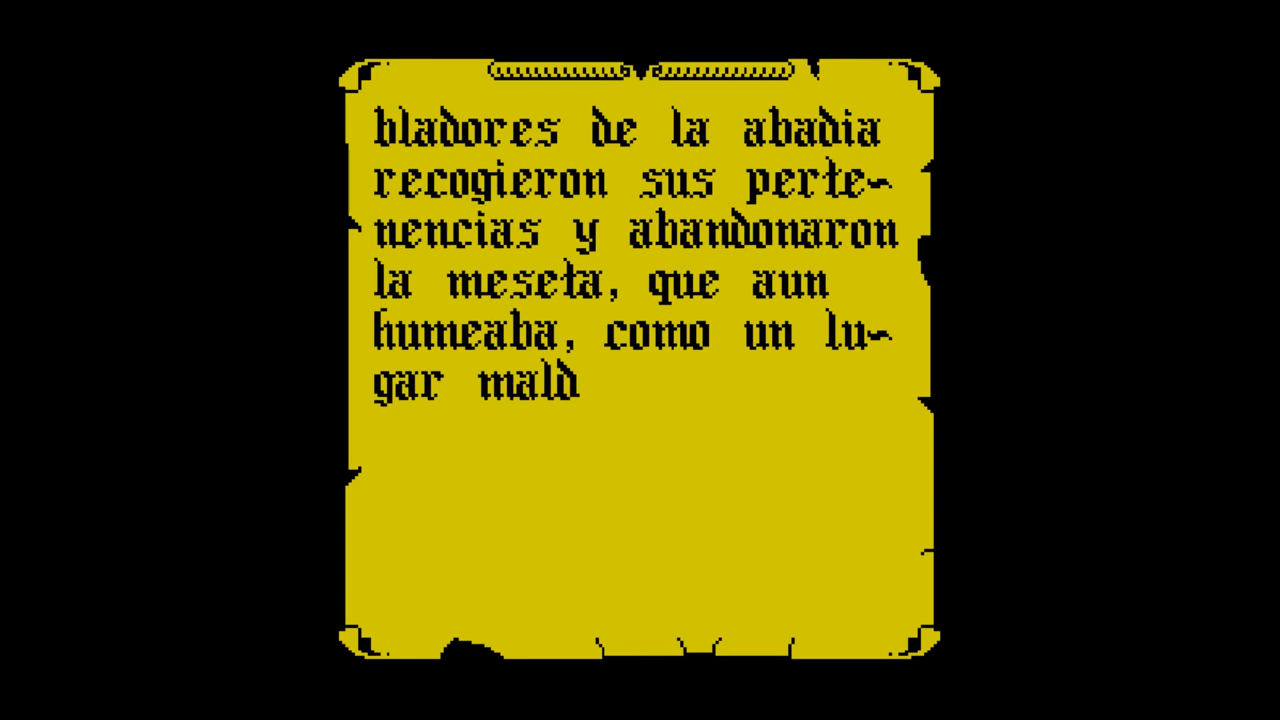 bladores de la abadia
recogieron sus perte~
nencias y abandonaron
la meseta, que aun
humeaba, como un lu~
gar mald